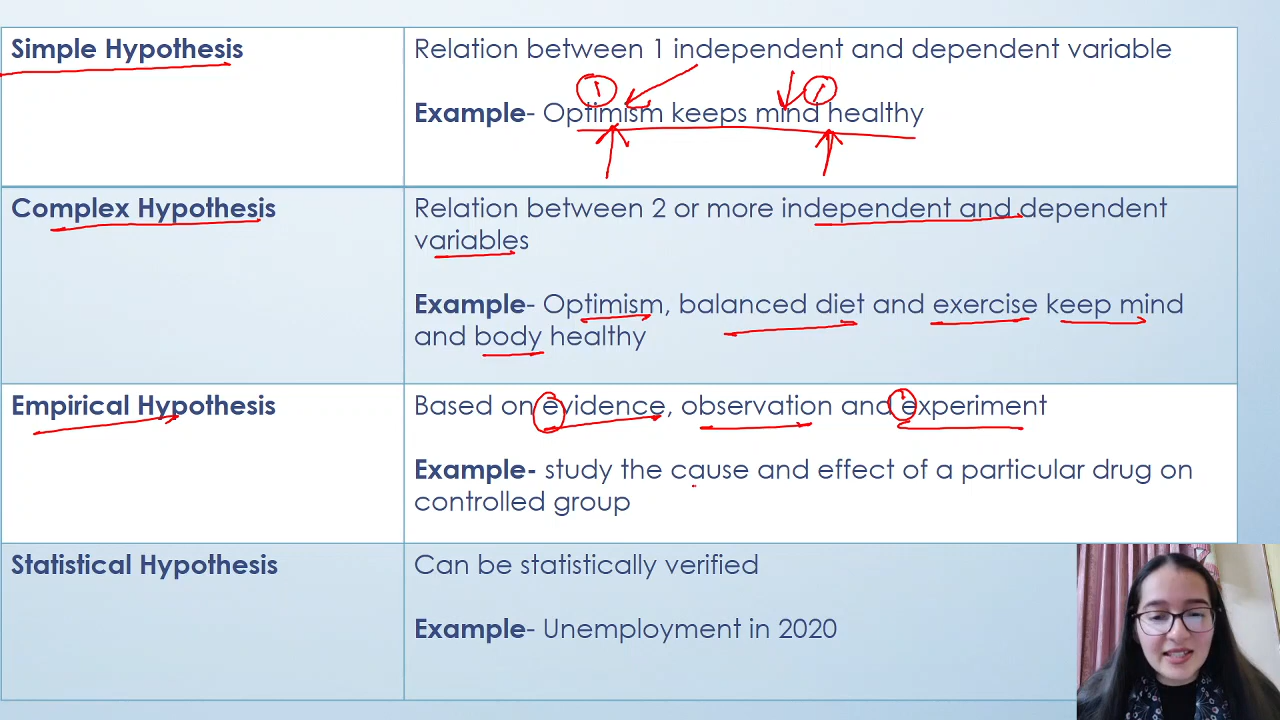 Simple Hypothesis
Relation between 1 independent and dependent variable
1 1
Example- Optimism keeps mind healthy
Complex Hypothesis
Relation between 2 or more independent and dependent
variables
Example- Optimism, balanced diet and exercise keep mind
and body healthy
Empirical Hypothesis
Based on evidence, observation and experiment
Example- study the cause and effect of a particular drug on
controlled group
Statistical Hypothesis
Can be statistically verified
Example- Unemployment in 2020